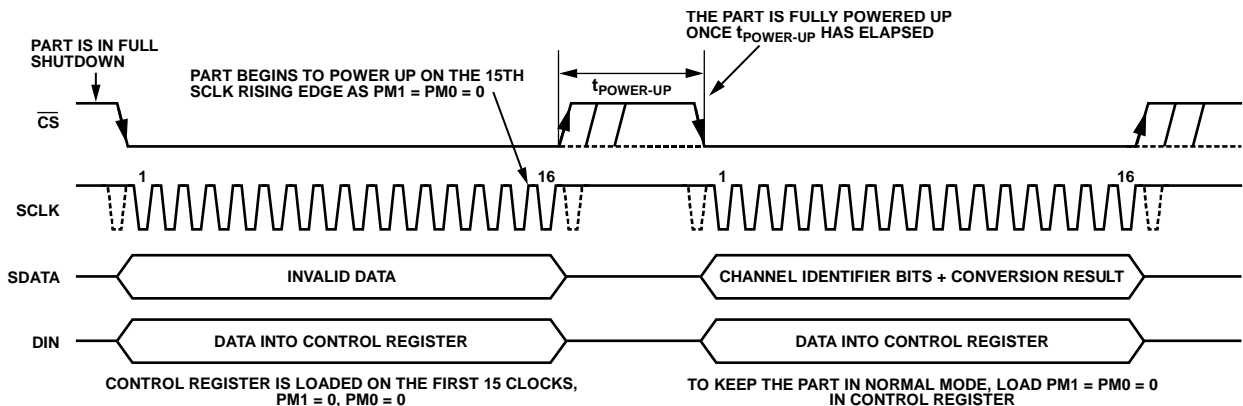 THE PART IS FULLY POWERED UP
ONCE tPOWER-UP HAS ELAPSED
PART IS IN FULL
SHUTDOWN
PART BEGINS TO POWER UP ON THE 15TH
SCLK RISING EDGE AS PM1 = PM0 = 0
tPOWER-UP
CS
1
16
1
16
SCLK
SDATA
INVALID DATA
CHANNEL IDENTIFIER BITS + CONVERSION RESULT
DIN
DATA INTO CONTROL REGISTER
DATA INTO CONTROL REGISTER
CONTROL REGISTER IS LOADED ON THE FIRST 15 CLOCKS,
PM1 = 0, PM0 = 0
TO KEEP THE PART IN NORMAL MODE, LOAD PM1 = PM0 = 0
IN CONTROL REGISTER